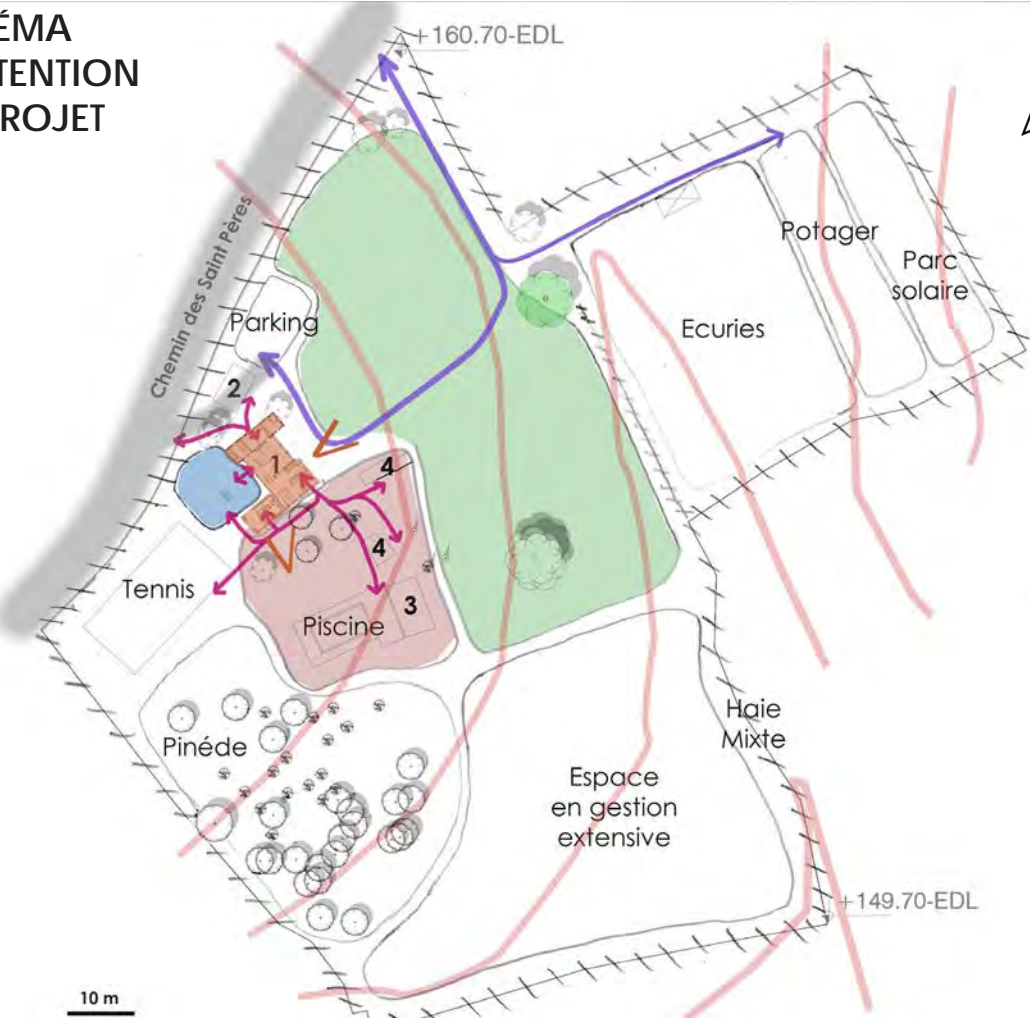 ÉMA
TENTION
ROJET
+160.70-EDL
Chemin des Saint Pères
Potager
Parc
solaire
Parking
Ecuries
2
1
4
4
Tennis
3
Piscine
Haie
Mixte
Pinéde
Espace
en gestion
extensive
+149.70-EDL
10 m